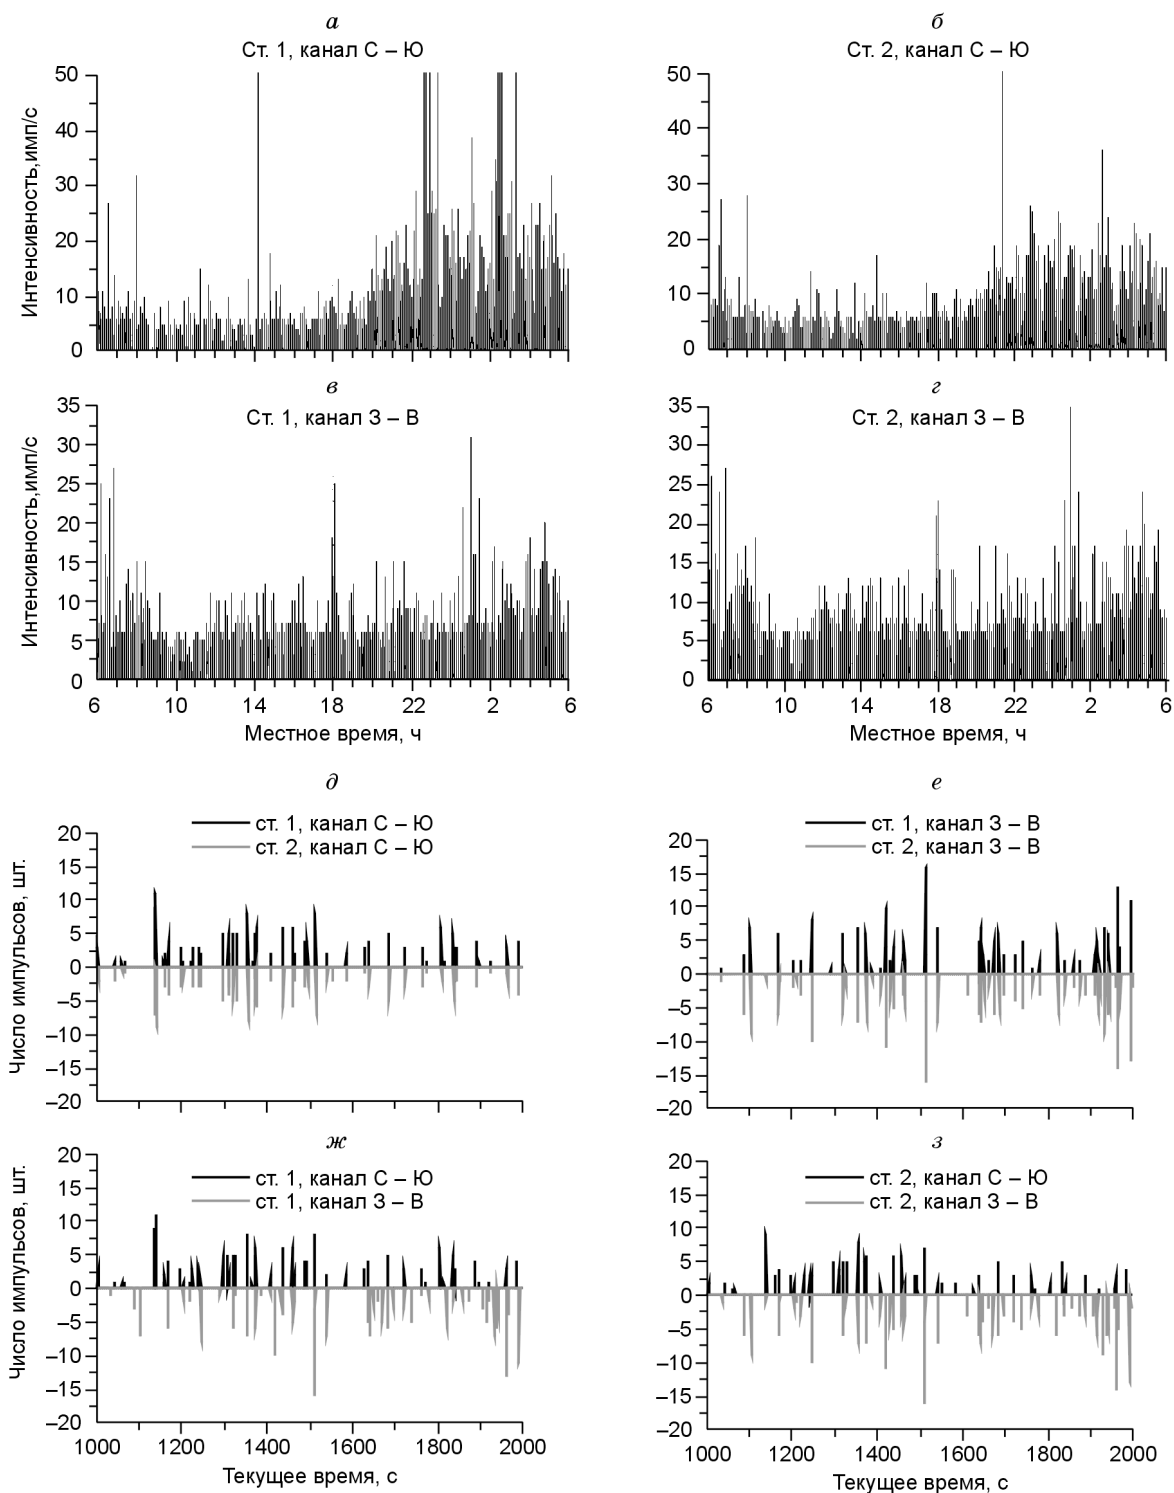 а
Ст. 1, канал С – Ю
Интенсивность,имп/с
50
40
30
20
10
0
б
Ст. 2, канал С – Ю
50
40
30
20
10
0
в
Ст. 1, канал З – В
Интенсивность,имп/с
35
30
25
20
15
10
5
0
6 10 14 18 22 2 6
Местное время, ч
г
Ст. 2, канал З – В
35
30
25
20
15
10
5
0
6 10 14 18 22 2 6
Местное время, ч
д
ст. 1, канал С – Ю
ст. 2, канал С – Ю
Число импульсов, шт.
20
15
10
5
0
–5
–10
–15
–20
е
ст. 1, канал З – В
ст. 2, канал З – В
20
15
10
5
0
–5
–10
–15
–20
ж
ст. 1, канал С – Ю
ст. 1, канал З – В
Число импульсов, шт.
20
15
10
5
0
–5
–10
–15
–20
1000 1200 1400 1600 1800 2000
Текущее время, с
з
ст. 2, канал С – Ю
ст. 2, канал З – В
20
15
10
5
0
–5
–10
–15
–20
1000 1200 1400 1600 1800 2000
Текущее время, с